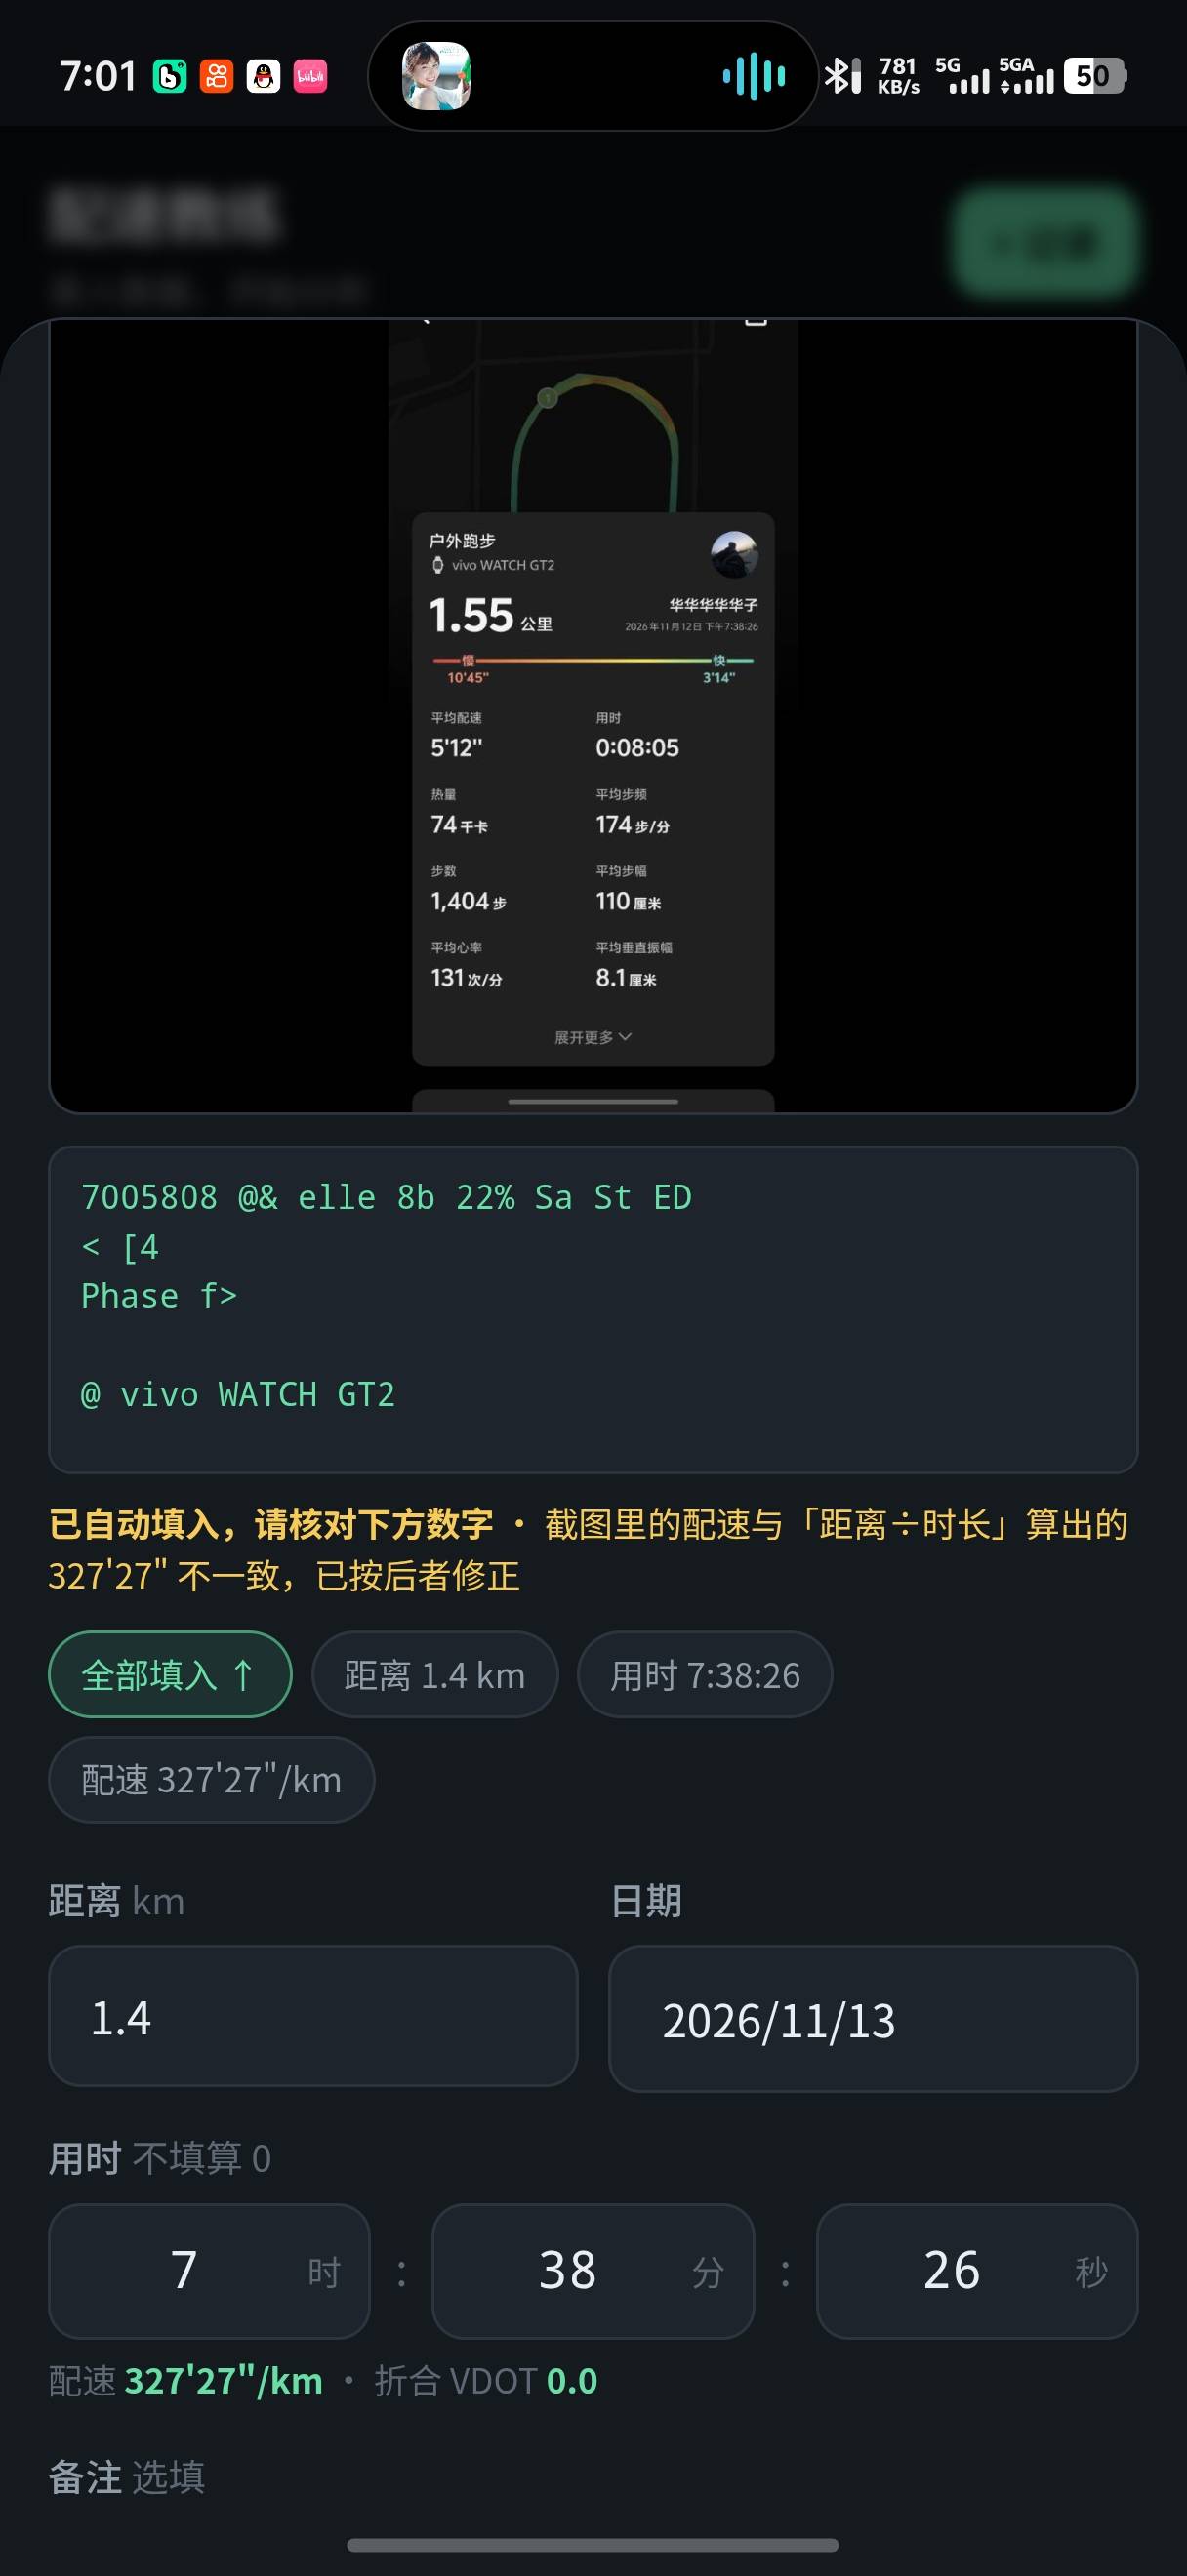 7:01
bilibili
781
KB/s
5G
5GA
50
1
户外跑步
vivo WATCH GT2
1.55 公里
华华华华华子
2026年11月12日 下午7:38:26
慢
快
10'45"
3'14"
平均配速
用时
5'12"
0:08:05
热量
平均步频
74 千卡
174 步/分
步数
平均步幅
1,404 步
110 厘米
平均心率
平均垂直振幅
131 次/分
8.1 厘米
展开更多
7005808 @& elle 8b 22% Sa St ED
< [4
Phase f>
@ vivo WATCH GT2
已自动填入，请核对下方数字 · 截图里的配速与「距离÷时长」算出的
327'27" 不一致，已按后者修正
全部填入 ↑
距离 1.4 km
用时 7:38:26
配速 327'27"/km
距离 km
日期
1.4
2026/11/13
用时 不填算 0
7 时 : 38 分 : 26 秒
配速 327'27"/km · 折合 VDOT 0.0
备注 选填